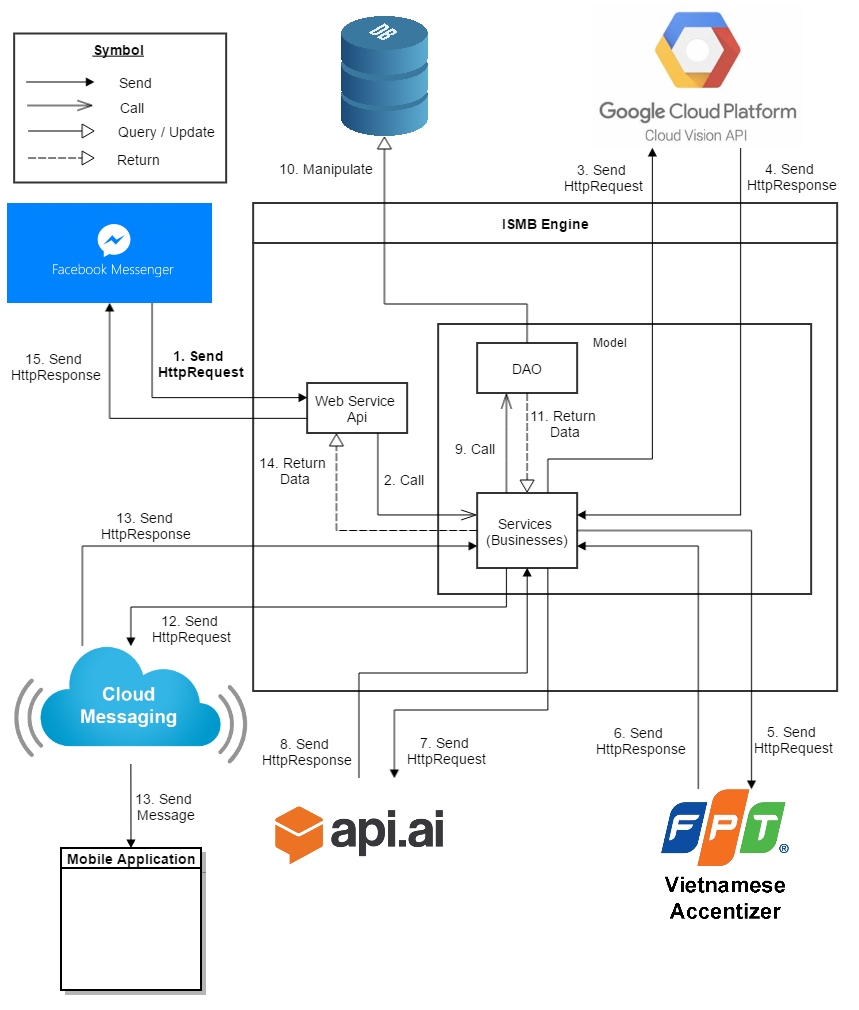 Symbol
Send
Call
Query / Update
Return
DB
Google Cloud Platform
Cloud Vision API
10. Manipulate
3. Send
HttpRequest
4. Send
HttpResponse
ISMB Engine
Facebook Messenger
15. Send
HttpResponse
1. Send
HttpRequest
Model
DAO
Web Service
Api
11. Return
Data
9. Call
14. Return
Data
2. Call
Services
(Businesses)
13. Send
HttpResponse
12. Send
HttpRequest
Cloud
Messaging
8. Send
HttpResponse
7. Send
HttpRequest
6. Send
HttpResponse
5. Send
HttpRequest
13. Send
Message
api.ai
FPT®
Vietnamese
Accentizer
Mobile Application